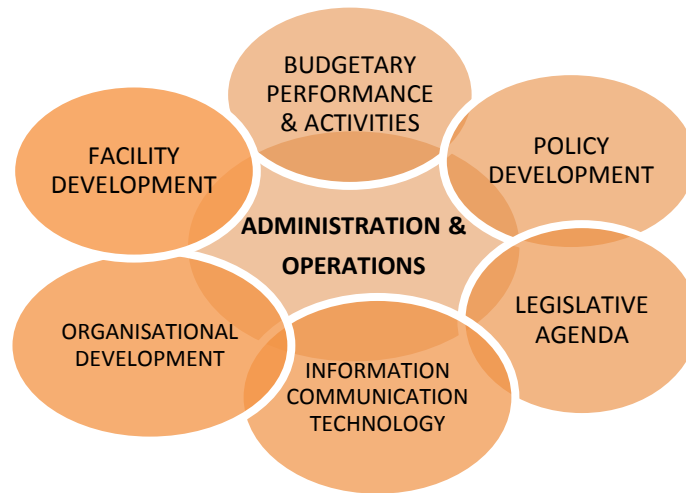 BUDGETARY
PERFORMANCE
& ACTIVITIES
POLICY
DEVELOPMENT
LEGISLATIVE
AGENDA
INFORMATION
COMMUNICATION
TECHNOLOGY
ORGANISATIONAL
DEVELOPMENT
FACILITY
DEVELOPMENT
ADMINISTRATION &
OPERATIONS